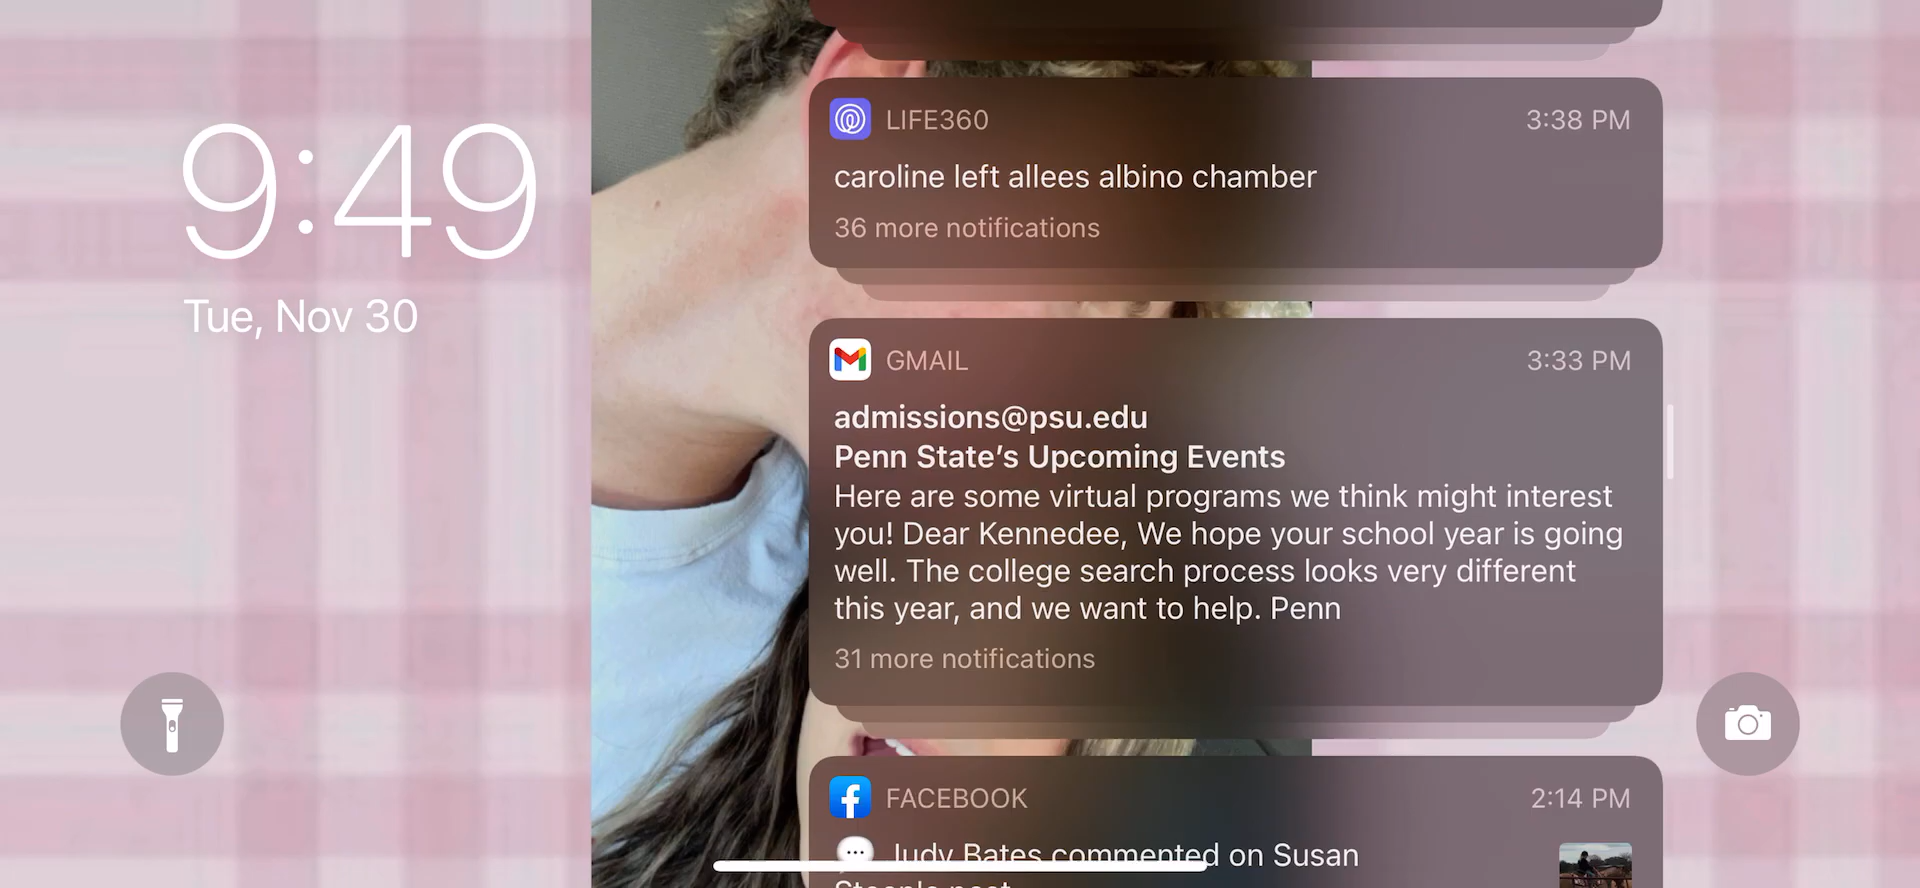 9:49
Tue, Nov 30
LIFE360
3:38 PM
caroline left allees albino chamber
36 more notifications
GMAIL
3:33 PM
admissions@psu.edu
Penn State’s Upcoming Events
Here are some virtual programs we think might interest
you! Dear Kennedee, We hope your school year is going
well. The college search process looks very different
this year, and we want to help. Penn
31 more notifications
FACEBOOK
2:14 PM
Judy Bates commented on Susan